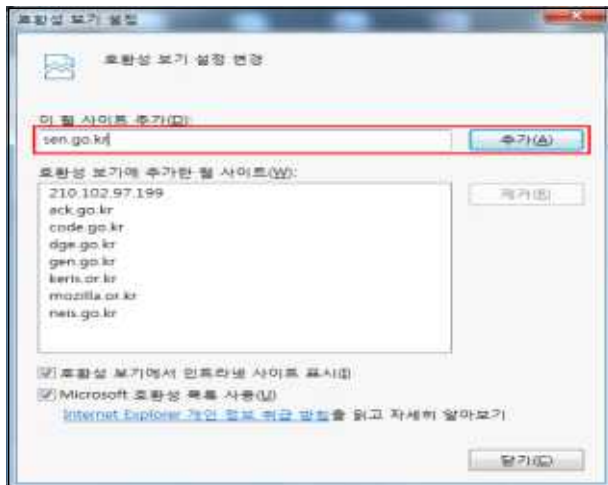 호환성 보기 설정
호환성 보기 설정 변경
이 웹 사이트 추가(D):
sen.go.kr
추가(A)
호환성 보기에 추가한 웹 사이트(W):
210.102.97.199
제거(R)
ack.go.kr
code.go.kr
dge.go.kr
gen.go.kr
keris.or.kr
mozilla.or.kr
neis.go.kr
호환성 보기에서 인트라넷 사이트 표시(I)
Microsoft 호환성 목록 사용(U)
Internet Explorer 개인 정보 취급 방침을 읽고 자세히 알아보기
닫기(C)